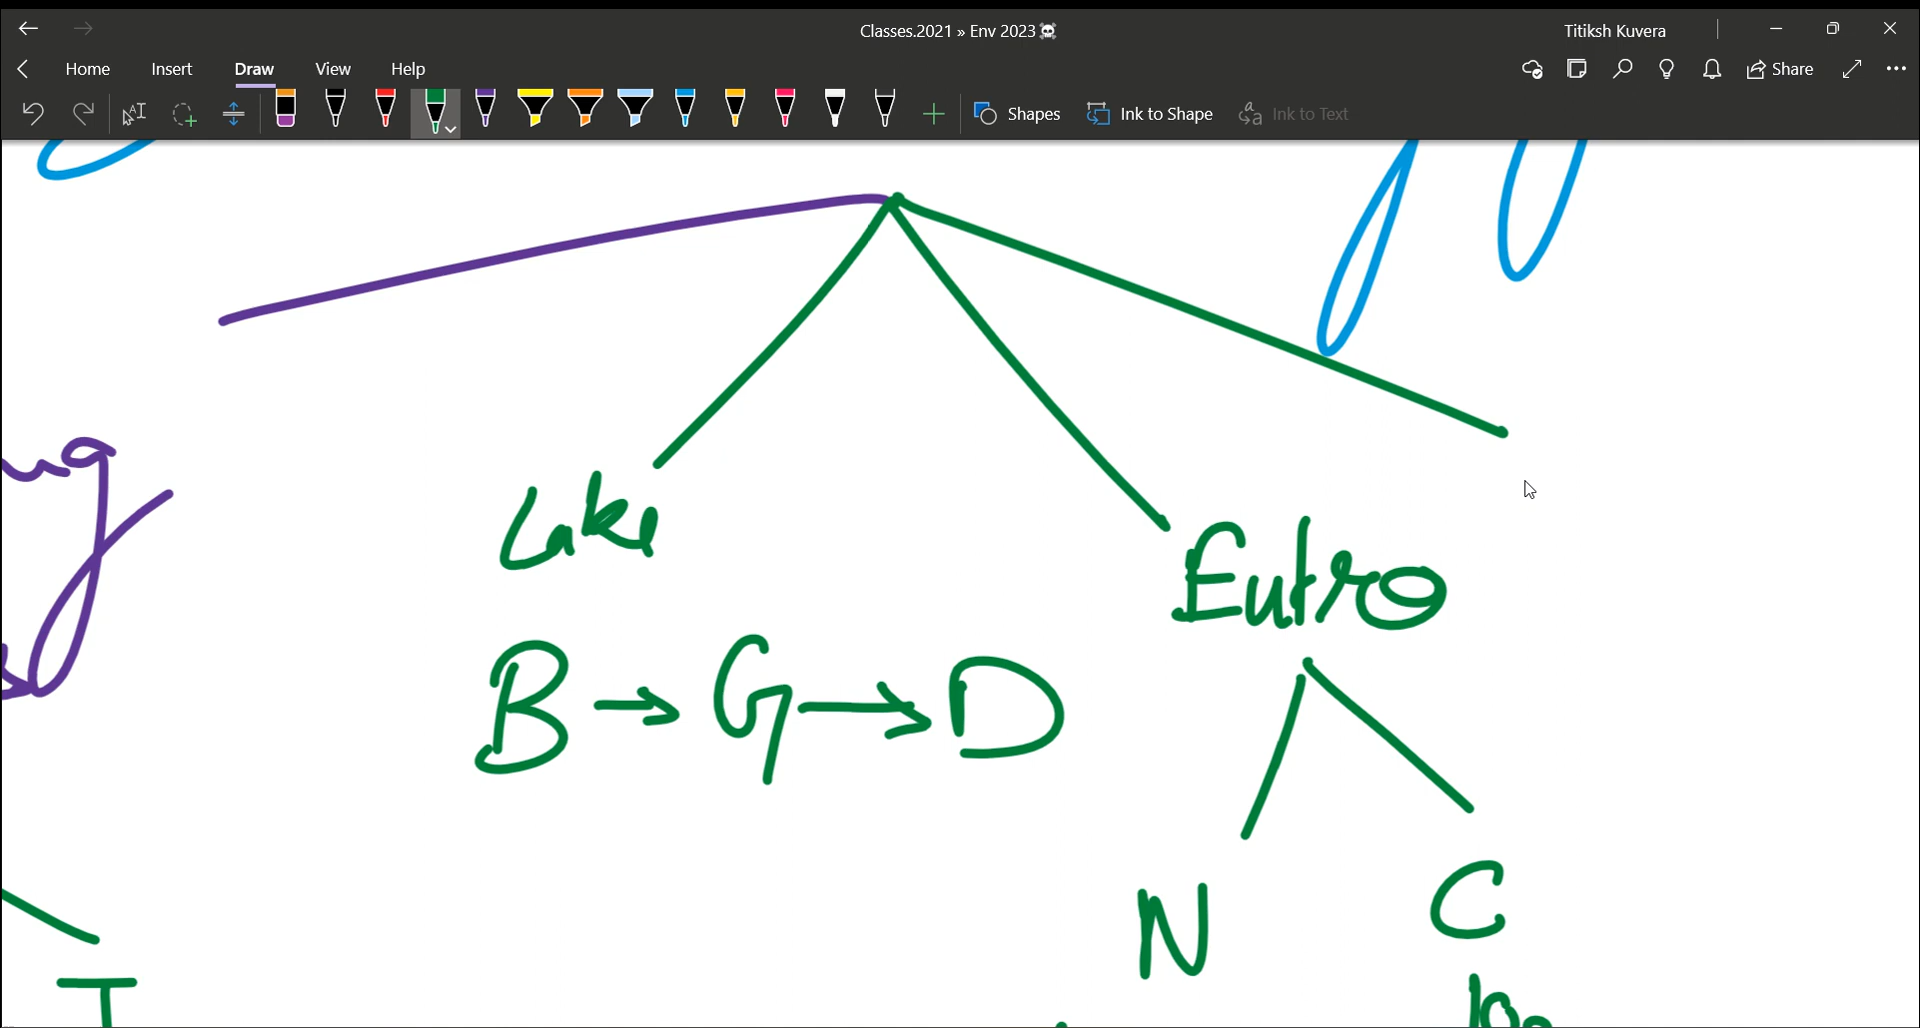 Classes.2021 » Env 2023☠
Titiksh Kuvera
Home Insert Draw View Help
Share
Shapes
Ink to Shape
Ink to Text
Lake
Eutro
B → G → D
N
C
T